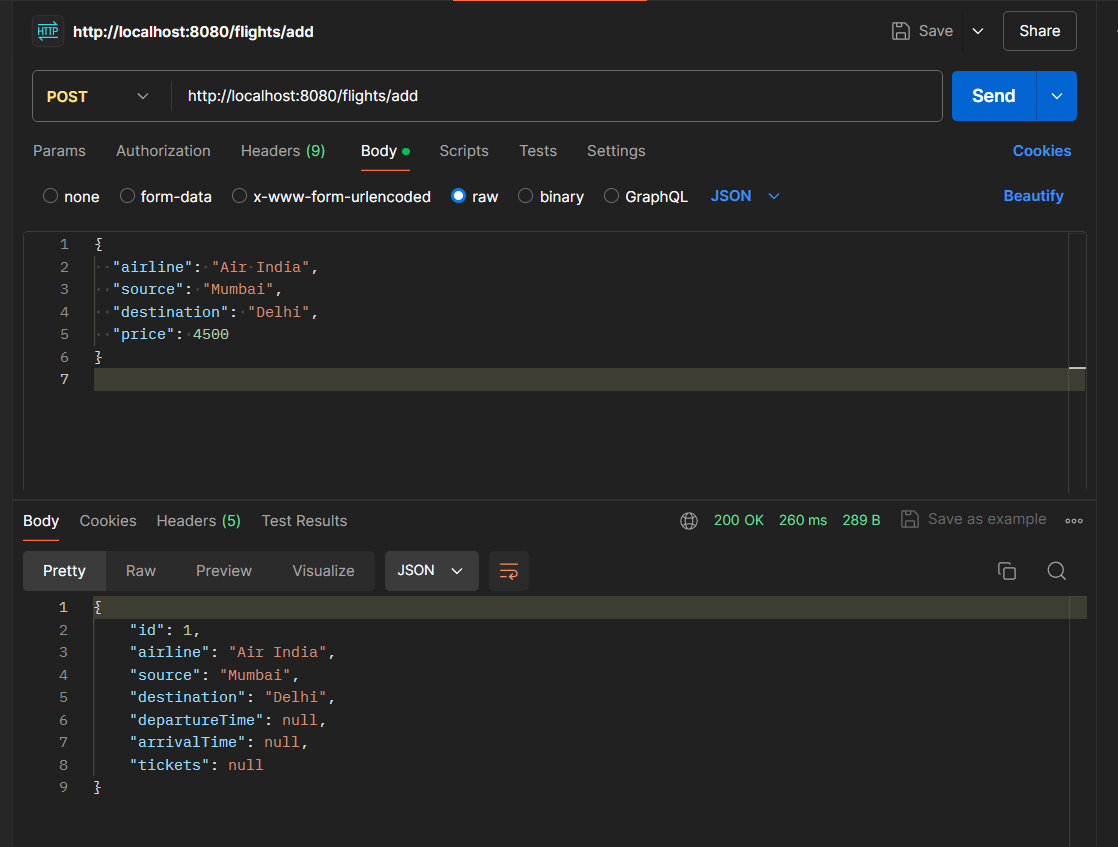 HTTP http://localhost:8080/flights/add Save Share
POST http://localhost:8080/flights/add Send
Params Authorization Headers (9) Body Scripts Tests Settings Cookies
none form-data x-www-form-urlencoded raw binary GraphQL JSON Beautify
1 {
2 "airline": "Air India",
3 "source": "Mumbai",
4 "destination": "Delhi",
5 "price": 4500
6 }
7
Body Cookies Headers (5) Test Results 200 OK 260 ms 289 B Save as example
Pretty Raw Preview Visualize JSON
1 {
2 "id": 1,
3 "airline": "Air India",
4 "source": "Mumbai",
5 "destination": "Delhi",
6 "departureTime": null,
7 "arrivalTime": null,
8 "tickets": null
9 }